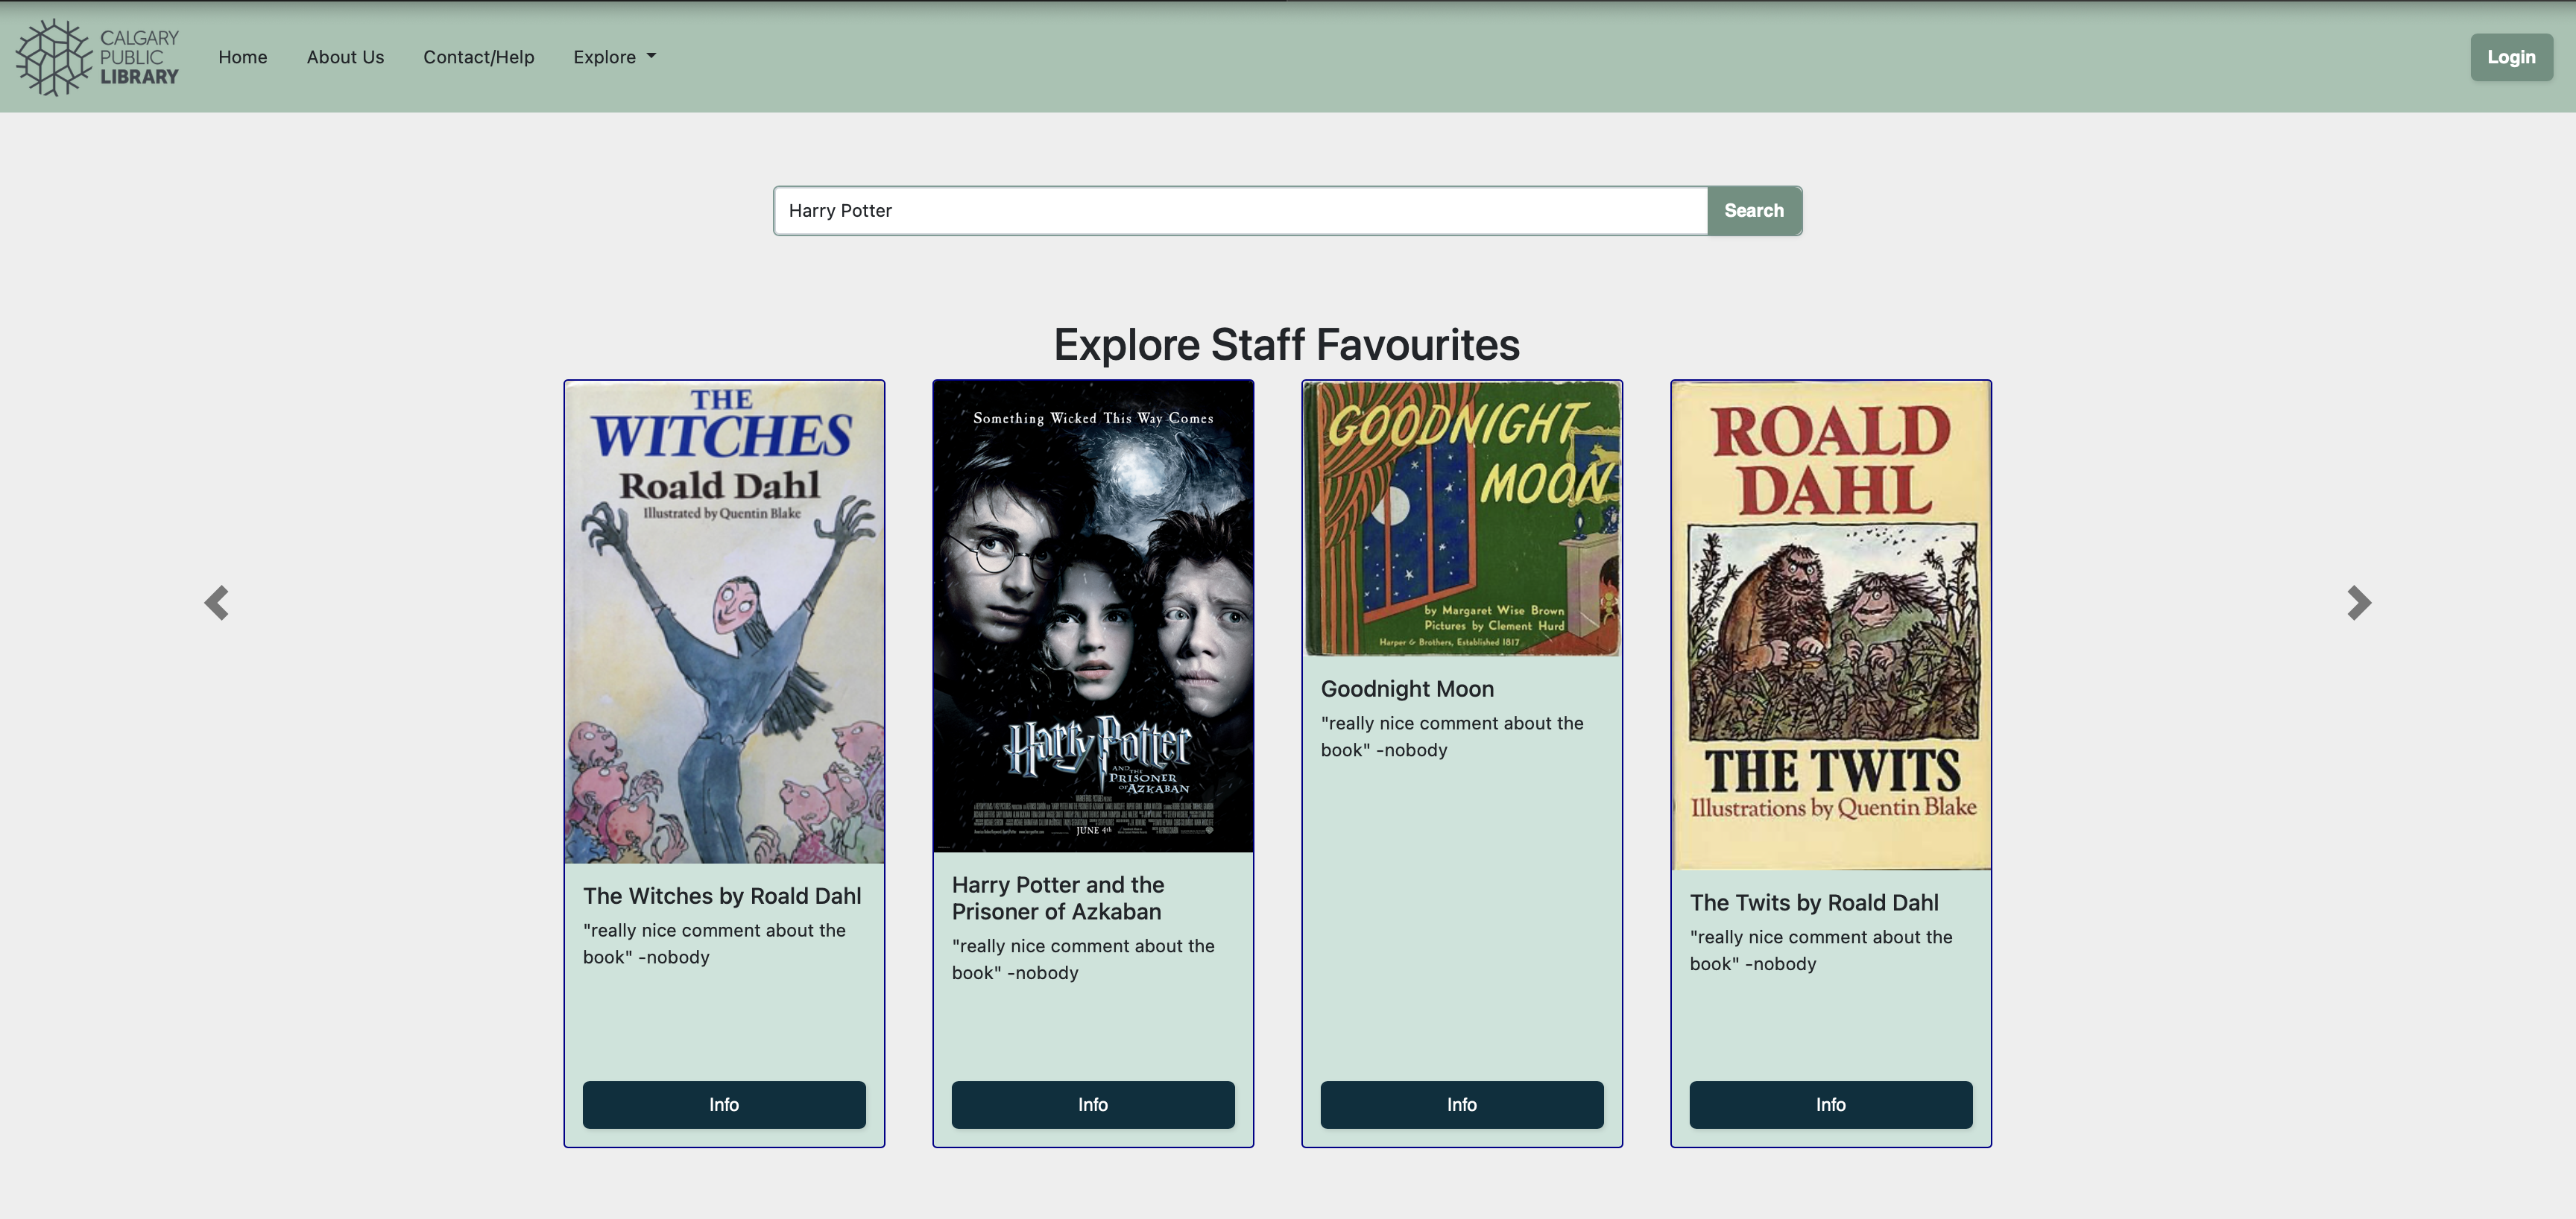 CALGARY
PUBLIC
LIBRARY
Home
About Us
Contact/Help
Explore
Login
Harry Potter
Search
Explore Staff Favourites
THE
WITCHES
Roald Dahl
Illustrated by Quentin Blake
The Witches by Roald Dahl
"really nice comment about the
book" -nobody
Info
Something Wicked This Way Comes
Harry Potter
AND THE
PRISONER
OF AZKABAN
JUNE 4th
Harry Potter and the
Prisoner of Azkaban
"really nice comment about the
book" -nobody
Info
GOODNIGHT
MOON
by Margaret Wise Brown
Pictures by Clement Hurd
Harper & Brothers, Established 1817
Goodnight Moon
"really nice comment about the
book" -nobody
Info
ROALD
DAHL
THE TWITS
Illustrations by Quentin Blake
The Twits by Roald Dahl
"really nice comment about the
book" -nobody
Info